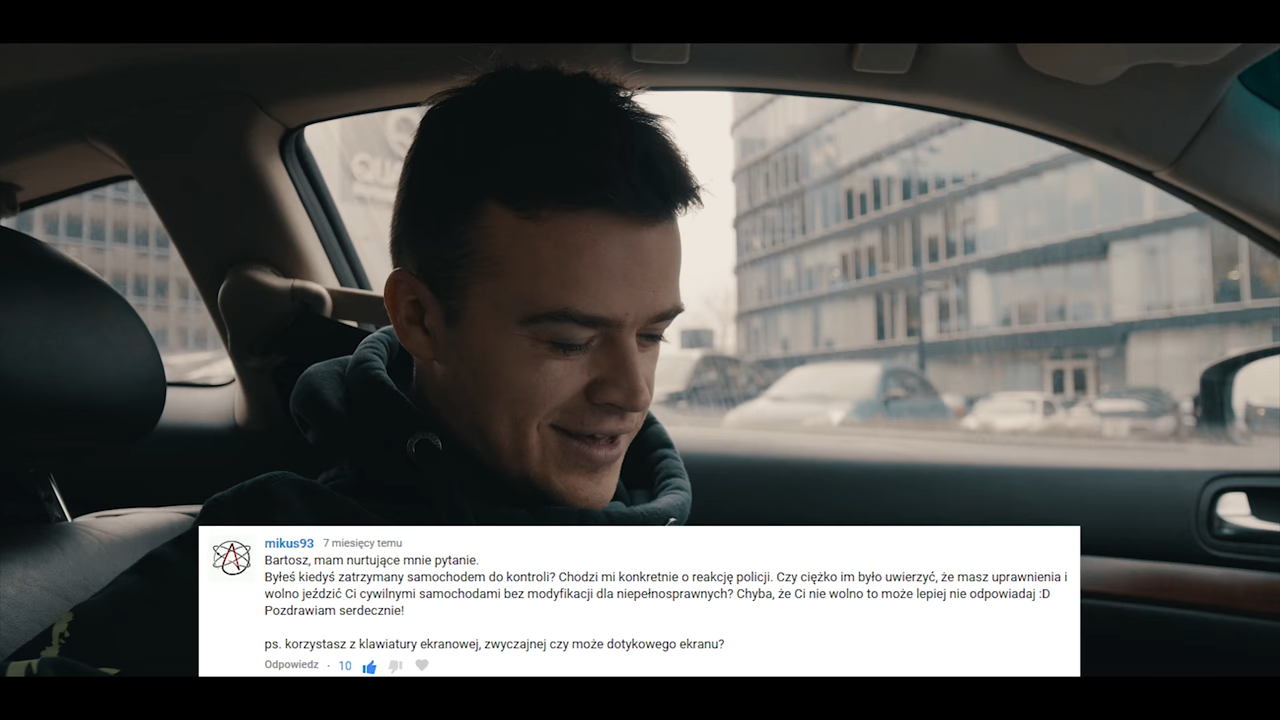 mikus93 7 miesięcy temu
Bartosz, mam nurtujące mnie pytanie.
Byłeś kiedyś zatrzymany samochodem do kontroli? Chodzi mi konkretnie o reakcję policji. Czy ciężko im było uwierzyć, że masz uprawnienia i
wolno jeździć Ci cywilnymi samochodami bez modyfikacji dla niepełnosprawnych? Chyba, że Ci nie wolno to może lepiej nie odpowiadaj :D
Pozdrawiam serdecznie!
ps. korzystasz z klawiatury ekranowej, zwyczajnej czy może dotykowego ekranu?
Odpowiedz · 10